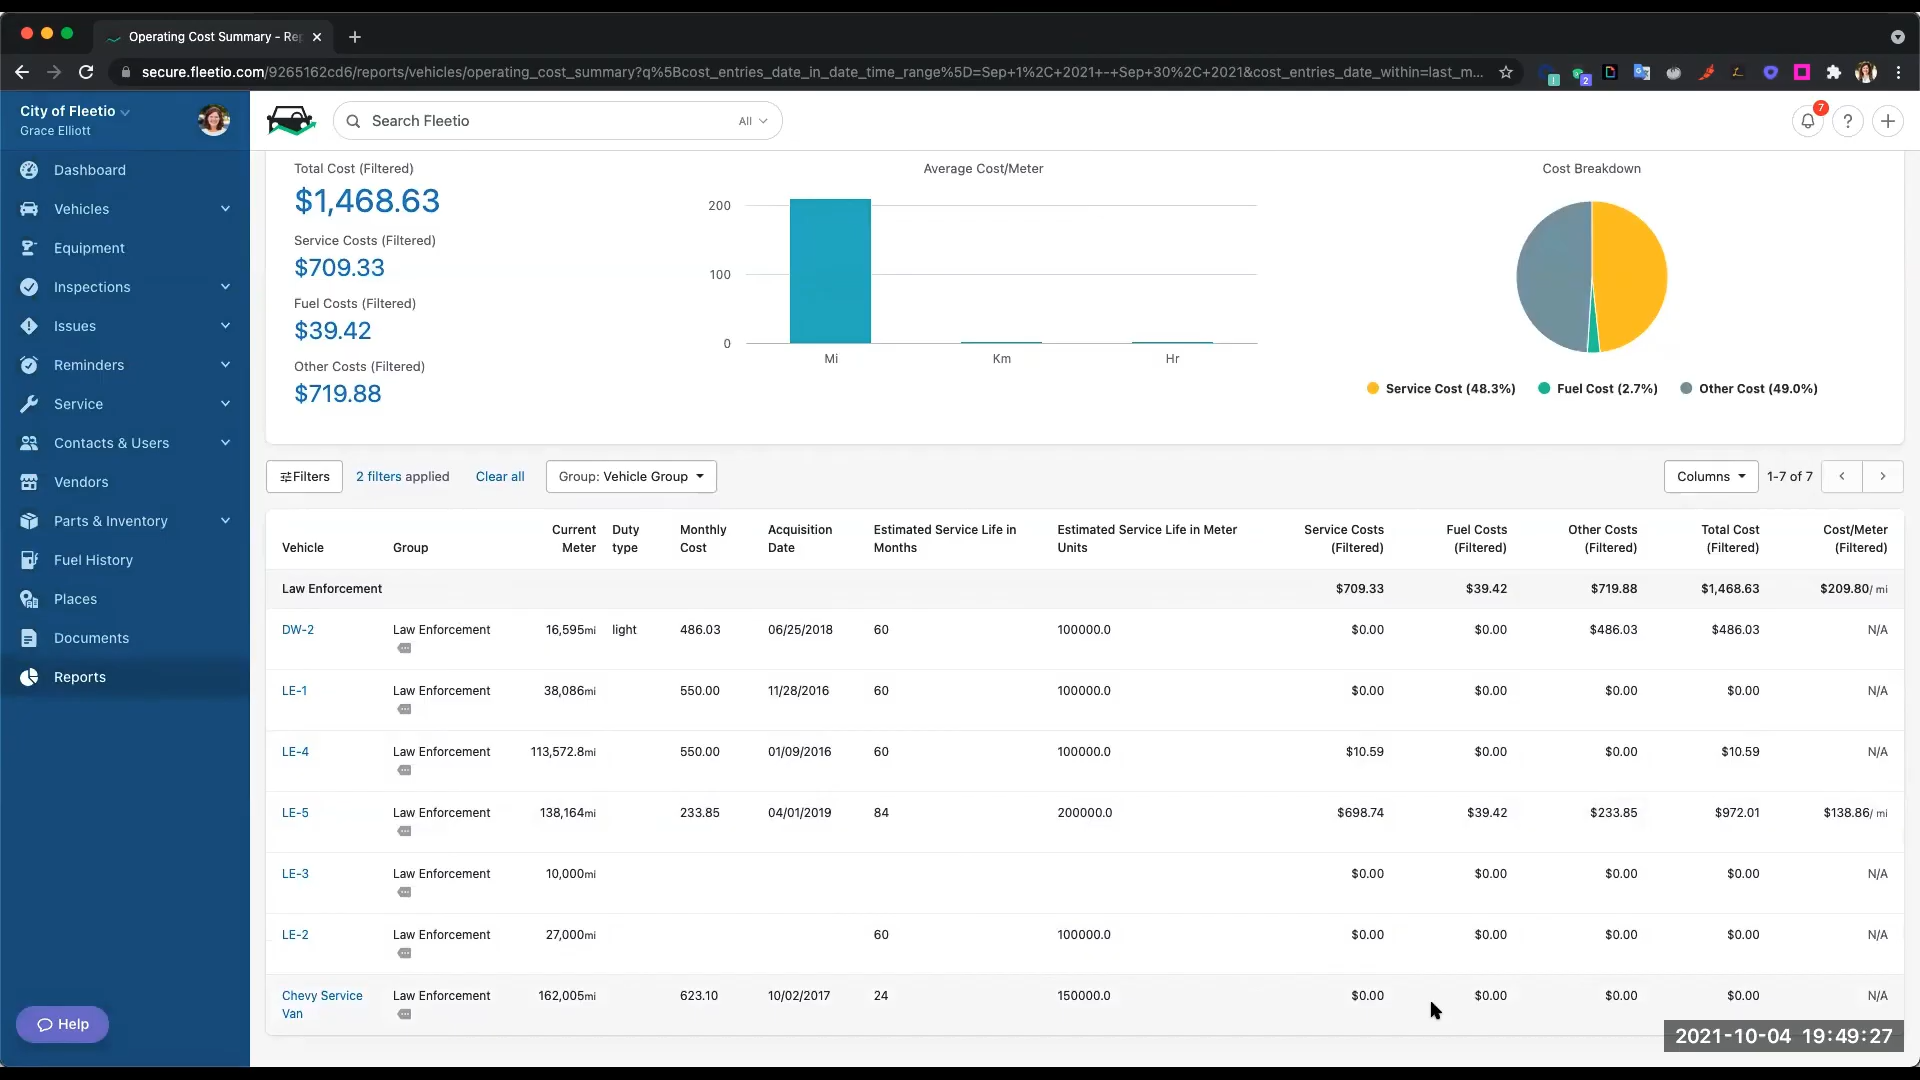 Operating Cost Summary - Rep
secure.fleetio.com/9265162cd6/reports/vehicles/operating_cost_summary?q%5Bcost_entries_date_in_date_time_range%5D=Sep+1%2C+2021+-+Sep+30%2C+2021&cost_entries_date_within=last_m...
2
City of Fleetio
Grace Elliott
Search Fleetio
All
7
?
Dashboard
Vehicles
Equipment
Inspections
Issues
Reminders
Service
Contacts & Users
Vendors
Parts & Inventory
Fuel History
Places
Documents
Reports
Help
Total Cost (Filtered)
$1,468.63
Service Costs (Filtered)
$709.33
Fuel Costs (Filtered)
$39.42
Other Costs (Filtered)
$719.88
Average Cost/Meter
200
100
0
Mi Km Hr
Cost Breakdown
Service Cost (48.3%) Fuel Cost (2.7%) Other Cost (49.0%)
Filters 2 filters applied Clear all Group: Vehicle Group Columns 1-7 of 7
Vehicle Group Current Meter Duty type Monthly Cost Acquisition Date Estimated Service Life in Months Estimated Service Life in Meter Units Service Costs (Filtered) Fuel Costs (Filtered) Other Costs (Filtered) Total Cost (Filtered) Cost/Meter (Filtered)
Law Enforcement $709.33 $39.42 $719.88 $1,468.63 $209.80/ mi
DW-2 Law Enforcement 16,595mi light 486.03 06/25/2018 60 100000.0 $0.00 $0.00 $486.03 $486.03 N/A
LE-1 Law Enforcement 38,086mi 550.00 11/28/2016 60 100000.0 $0.00 $0.00 $0.00 $0.00 N/A
LE-4 Law Enforcement 113,572.8mi 550.00 01/09/2016 60 100000.0 $10.59 $0.00 $0.00 $10.59 N/A
LE-5 Law Enforcement 138,164mi 233.85 04/01/2019 84 200000.0 $698.74 $39.42 $233.85 $972.01 $138.86/ mi
LE-3 Law Enforcement 10,000mi $0.00 $0.00 $0.00 $0.00 N/A
LE-2 Law Enforcement 27,000mi 60 100000.0 $0.00 $0.00 $0.00 $0.00 N/A
Chevy Service Van Law Enforcement 162,005mi 623.10 10/02/2017 24 150000.0 $0.00 $0.00 $0.00 $0.00 N/A
2021-10-04 19:49:27